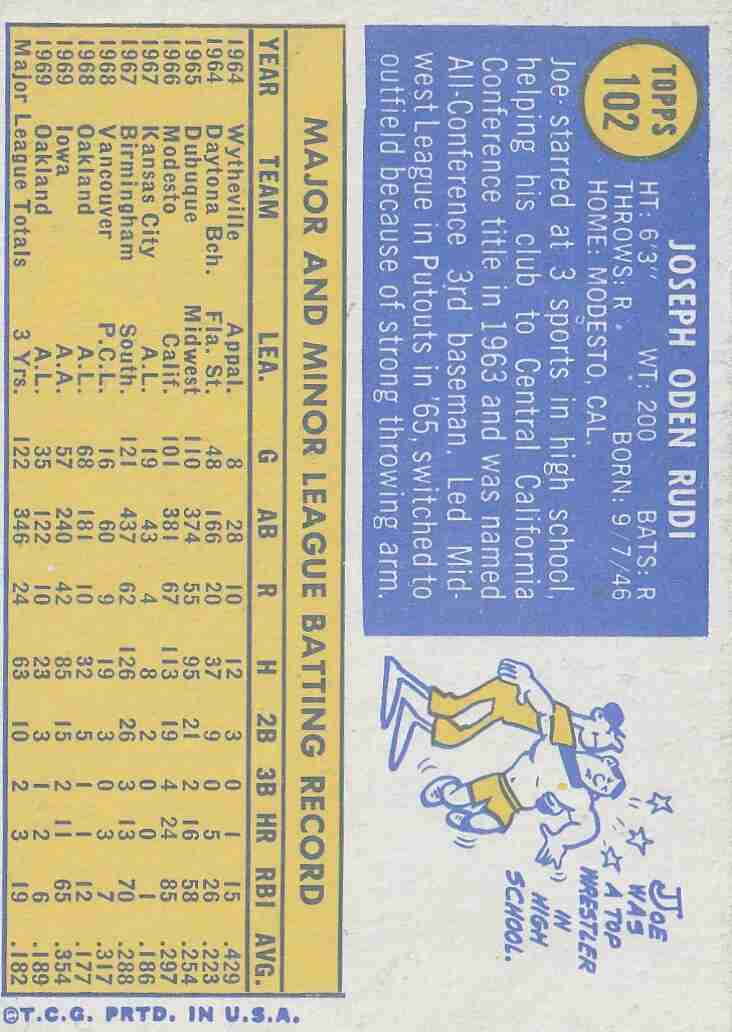 TOPPS
102
JOSEPH ODEN RUDI
HT: 6'3" WT: 200 BATS: R
THROWS: R BORN: 9/7/46
HOME: MODESTO, CAL.
Joe starred at 3 sports in high school,
helping his club to Central California
Conference title in 1963 and was named
All-Conference 3rd baseman. Led Mid-
west League in Putouts in '65, switched to
outfield because of strong throwing arm.
JOE
WAS
A TOP
WRESTLER
IN
HIGH
SCHOOL.
MAJOR AND MINOR LEAGUE BATTING RECORD
YEAR TEAM LEA. G AB R H 2B 3B HR RBI AVG.
1964 Wytheville Appal. 8 28 10 12 3 0 1 15 .429
1964 Daytona Bch. Fla. St. 48 166 20 37 9 0 5 26 .223
1965 Dubuque Midwest 110 374 55 95 21 2 16 58 .254
1966 Modesto Calif. 101 381 67 113 19 4 24 85 .297
1967 Kansas City A.L. 19 43 4 8 2 0 0 1 .186
1967 Birmingham South. 121 437 62 126 26 3 13 70 .288
1968 Vancouver P.C.L. 16 60 9 19 3 0 3 7 .317
1968 Oakland A.L. 68 181 10 32 5 1 1 12 .177
1969 Iowa A.A. 57 240 42 85 15 2 11 65 .354
1969 Oakland A.L. 35 122 10 23 3 1 2 6 .189
Major League Totals 3 Yrs. 122 346 24 63 10 2 3 19 .182
©T.C.G. PRTD. IN U.S.A.